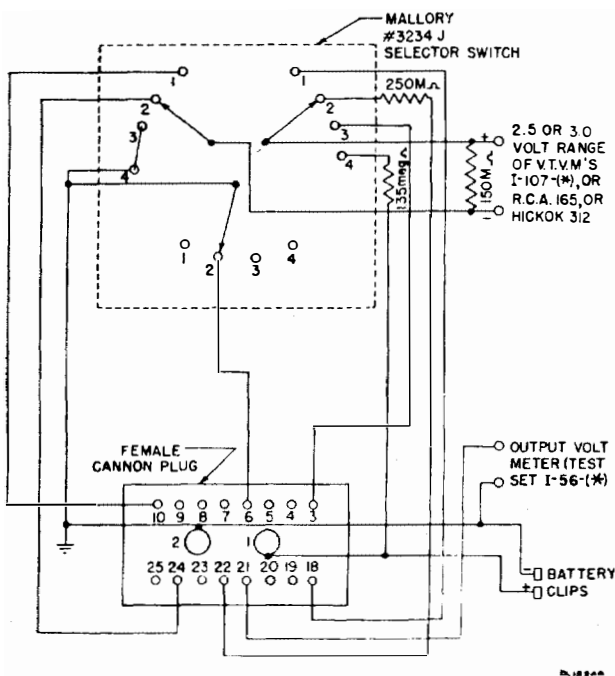 MALLORY
#3234 J
SELECTOR SWITCH
1
1
250MΩ
2
2
3
3
4
4
135meg Ω
150MΩ
+
2.5 OR 3.0
VOLT RANGE
OF V.T.V.M'S
I-107-(*), OR
R.C.A. 165, OR
HICKOK 312
-
1 2 3 4
FEMALE
CANNON PLUG
OUTPUT VOLT
METER (TEST
SET I-56-(*)
10 9 8 7 6 5 4 3
2 1
25 24 23 22 21 20 19 18
- BATTERY
+ CLIPS